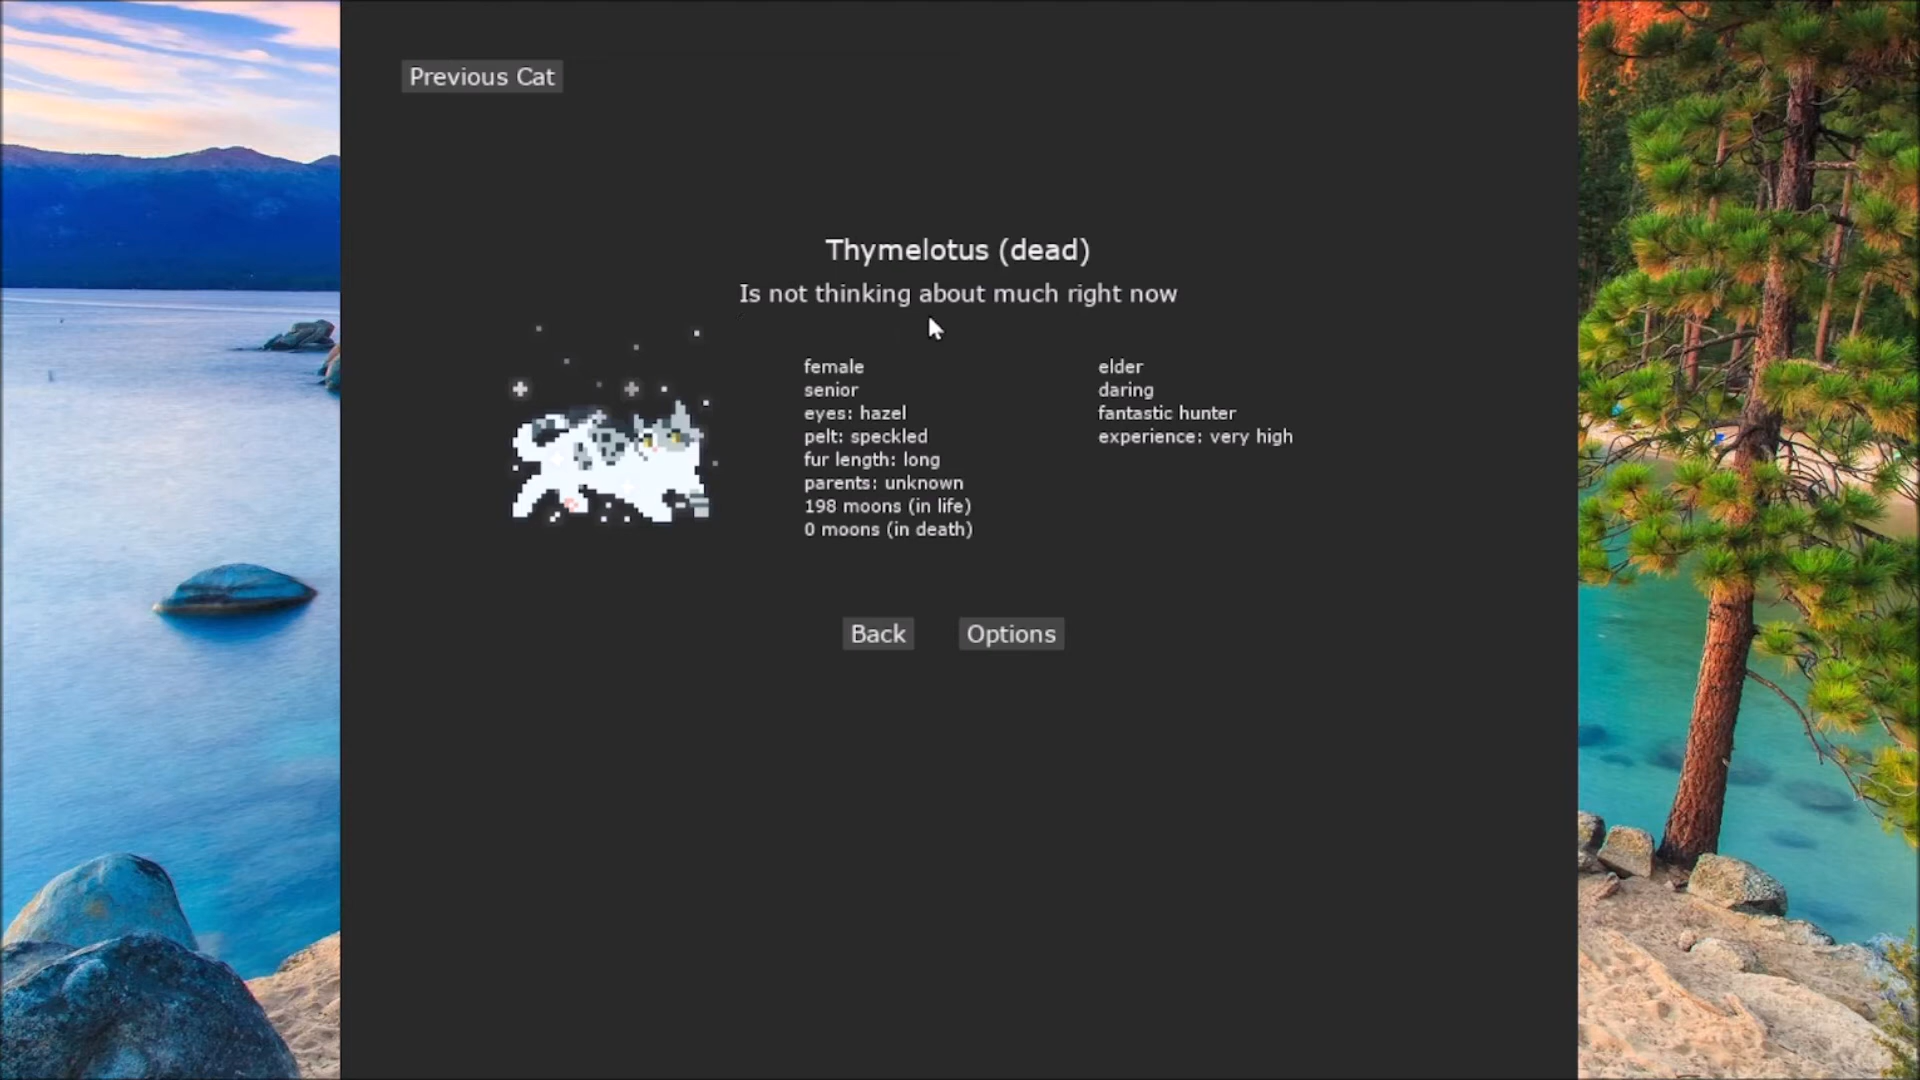 Previous Cat
Thymelotus (dead)
Is not thinking about much right now
female
senior
eyes: hazel
pelt: speckled
fur length: long
parents: unknown
198 moons (in life)
0 moons (in death)
elder
daring
fantastic hunter
experience: very high
Back
Options